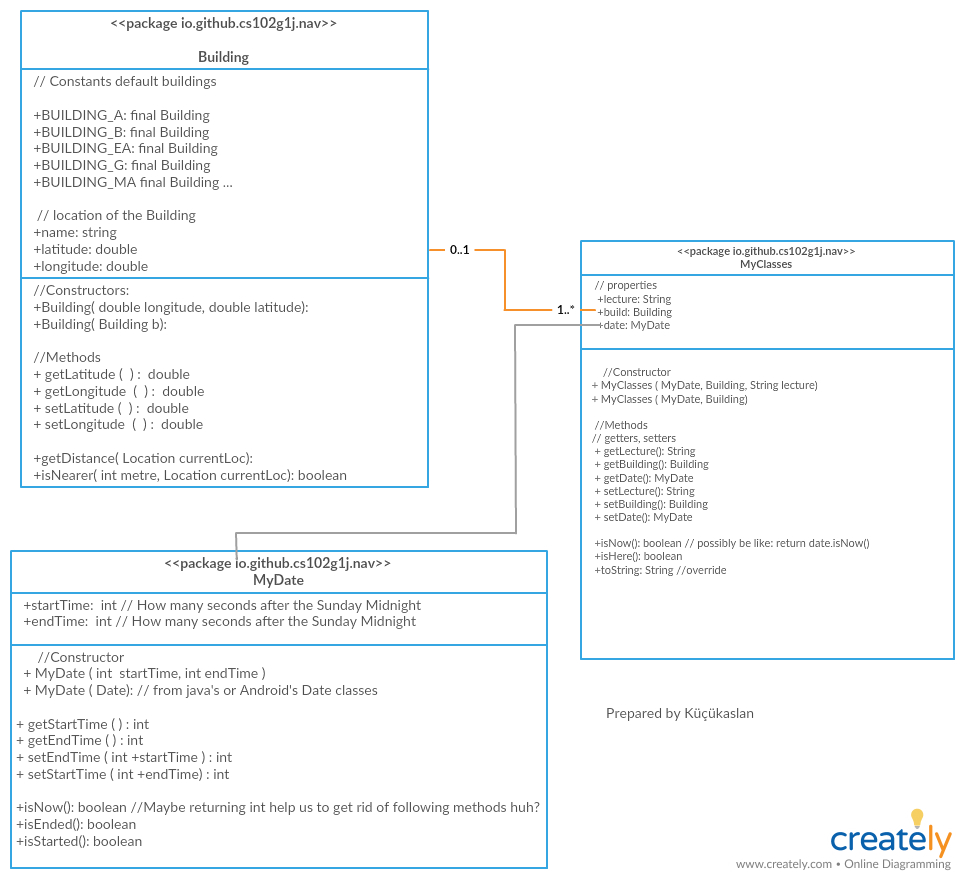 <<package io.github.cs102g1j.nav>>
Building
// Constants default buildings
+BUILDING_A: final Building
+BUILDING_B: final Building
+BUILDING_EA: final Building
+BUILDING_G: final Building
+BUILDING_MA final Building ...
// location of the Building
+name: string
+latitude: double
+longitude: double
//Constructors:
+Building( double longitude, double latitude):
+Building( Building b):
//Methods
+ getLatitude ( ) : double
+ getLongitude ( ) : double
+ setLatitude ( ) : double
+ setLongitude ( ) : double
+getDistance( Location currentLoc):
+isNearer( int metre, Location currentLoc): boolean
0..1
1..*
<<package io.github.cs102g1j.nav>>
MyClasses
// properties
+lecture: String
+build: Building
+date: MyDate
//Constructor
+ MyClasses ( MyDate, Building, String lecture)
+ MyClasses ( MyDate, Building)
//Methods
// getters, setters
+ getLecture(): String
+ getBuilding(): Building
+ getDate(): MyDate
+ setLecture(): String
+ setBuilding(): Building
+ setDate(): MyDate
+isNow(): boolean // possibly be like: return date.isNow()
+isHere(): boolean
+toString: String //override
<<package io.github.cs102g1j.nav>>
MyDate
+startTime: int // How many seconds after the Sunday Midnight
+endTime: int // How many seconds after the Sunday Midnight
//Constructor
+ MyDate ( int startTime, int endTime )
+ MyDate ( Date): // from java's or Android's Date classes
+ getStartTime ( ) : int
+ getEndTime ( ) : int
+ setEndTime ( int +startTime ) : int
+ setStartTime ( int +endTime) : int
+isNow(): boolean //Maybe returning int help us to get rid of following methods huh?
+isEnded(): boolean
+isStarted(): boolean
Prepared by Küçükaslan
creately
www.creately.com • Online Diagramming